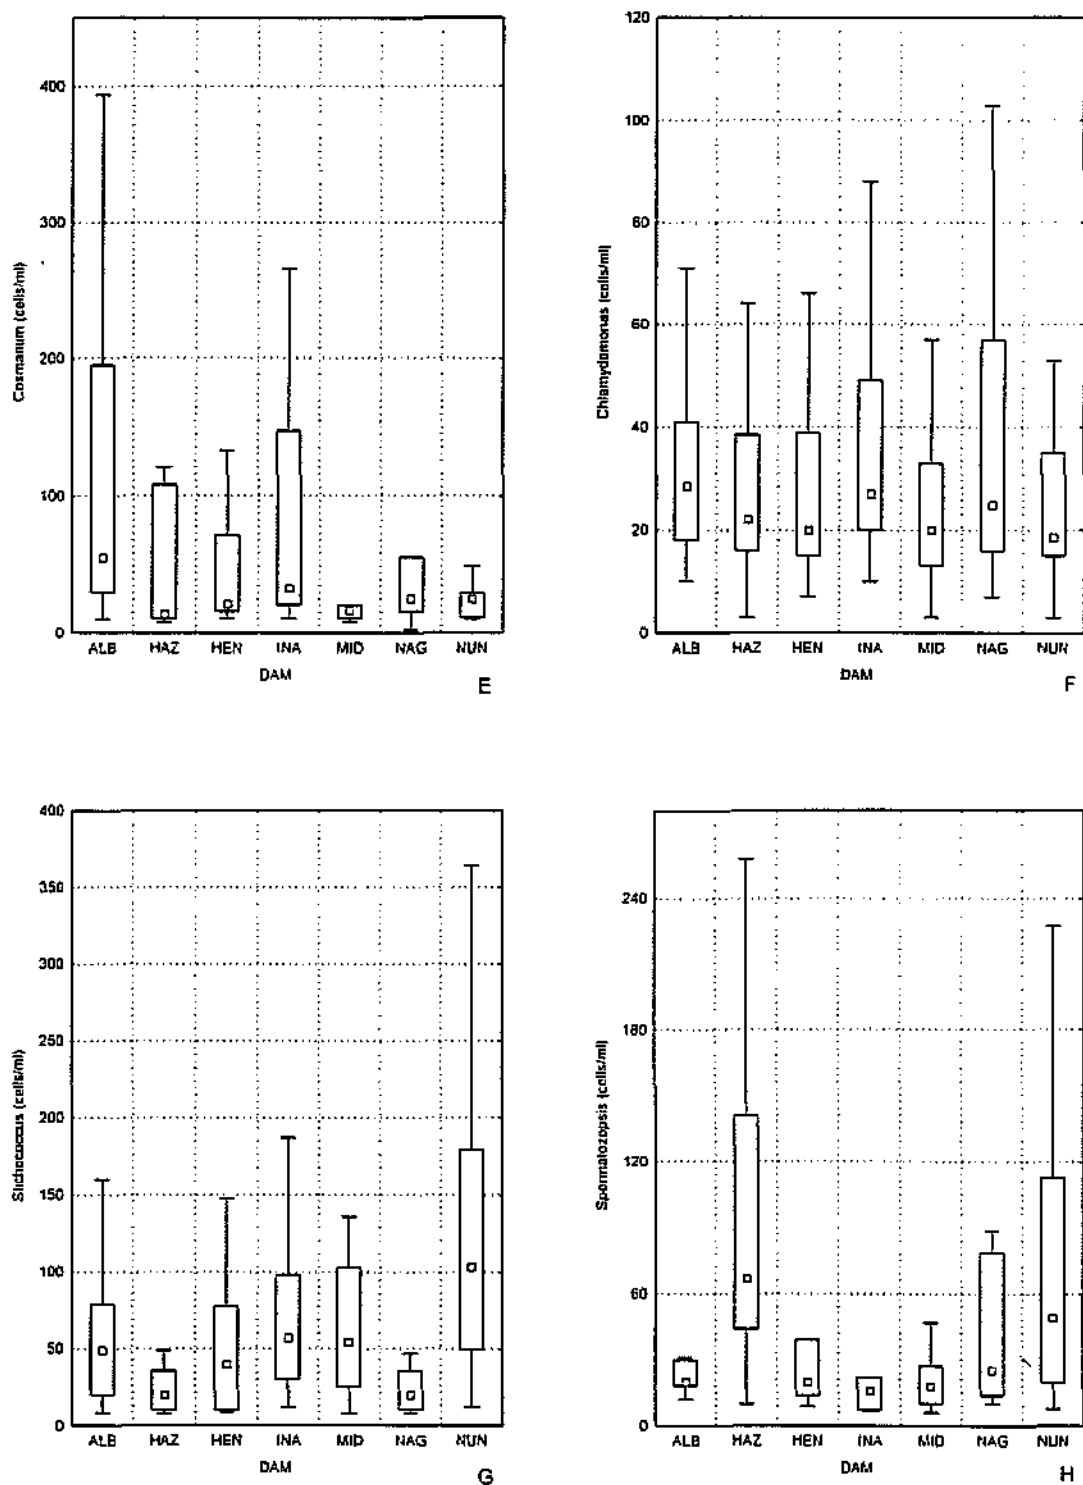 400
300
200
100
0
Cosmarium (cells/ml)
ALB HAZ HEN INA MID NAG NUN
DAM
E
120
100
80
60
40
20
0
Chlamydomonas (cells/ml)
ALB HAZ HEN INA MID NAG NUN
DAM
F
400
350
300
250
200
150
100
50
0
Stichococcus (cells/ml)
ALB HAZ HEN INA MID NAG NUN
DAM
G
240
180
120
60
0
Spermatozopsis (cells/ml)
ALB HAZ HEN INA MID NAG NUN
DAM
H